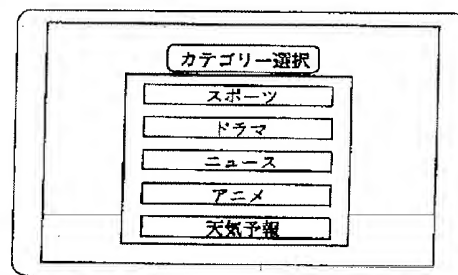 カテゴリー選択
スポーツ
ドラマ
ニュース
アニメ
天気予報